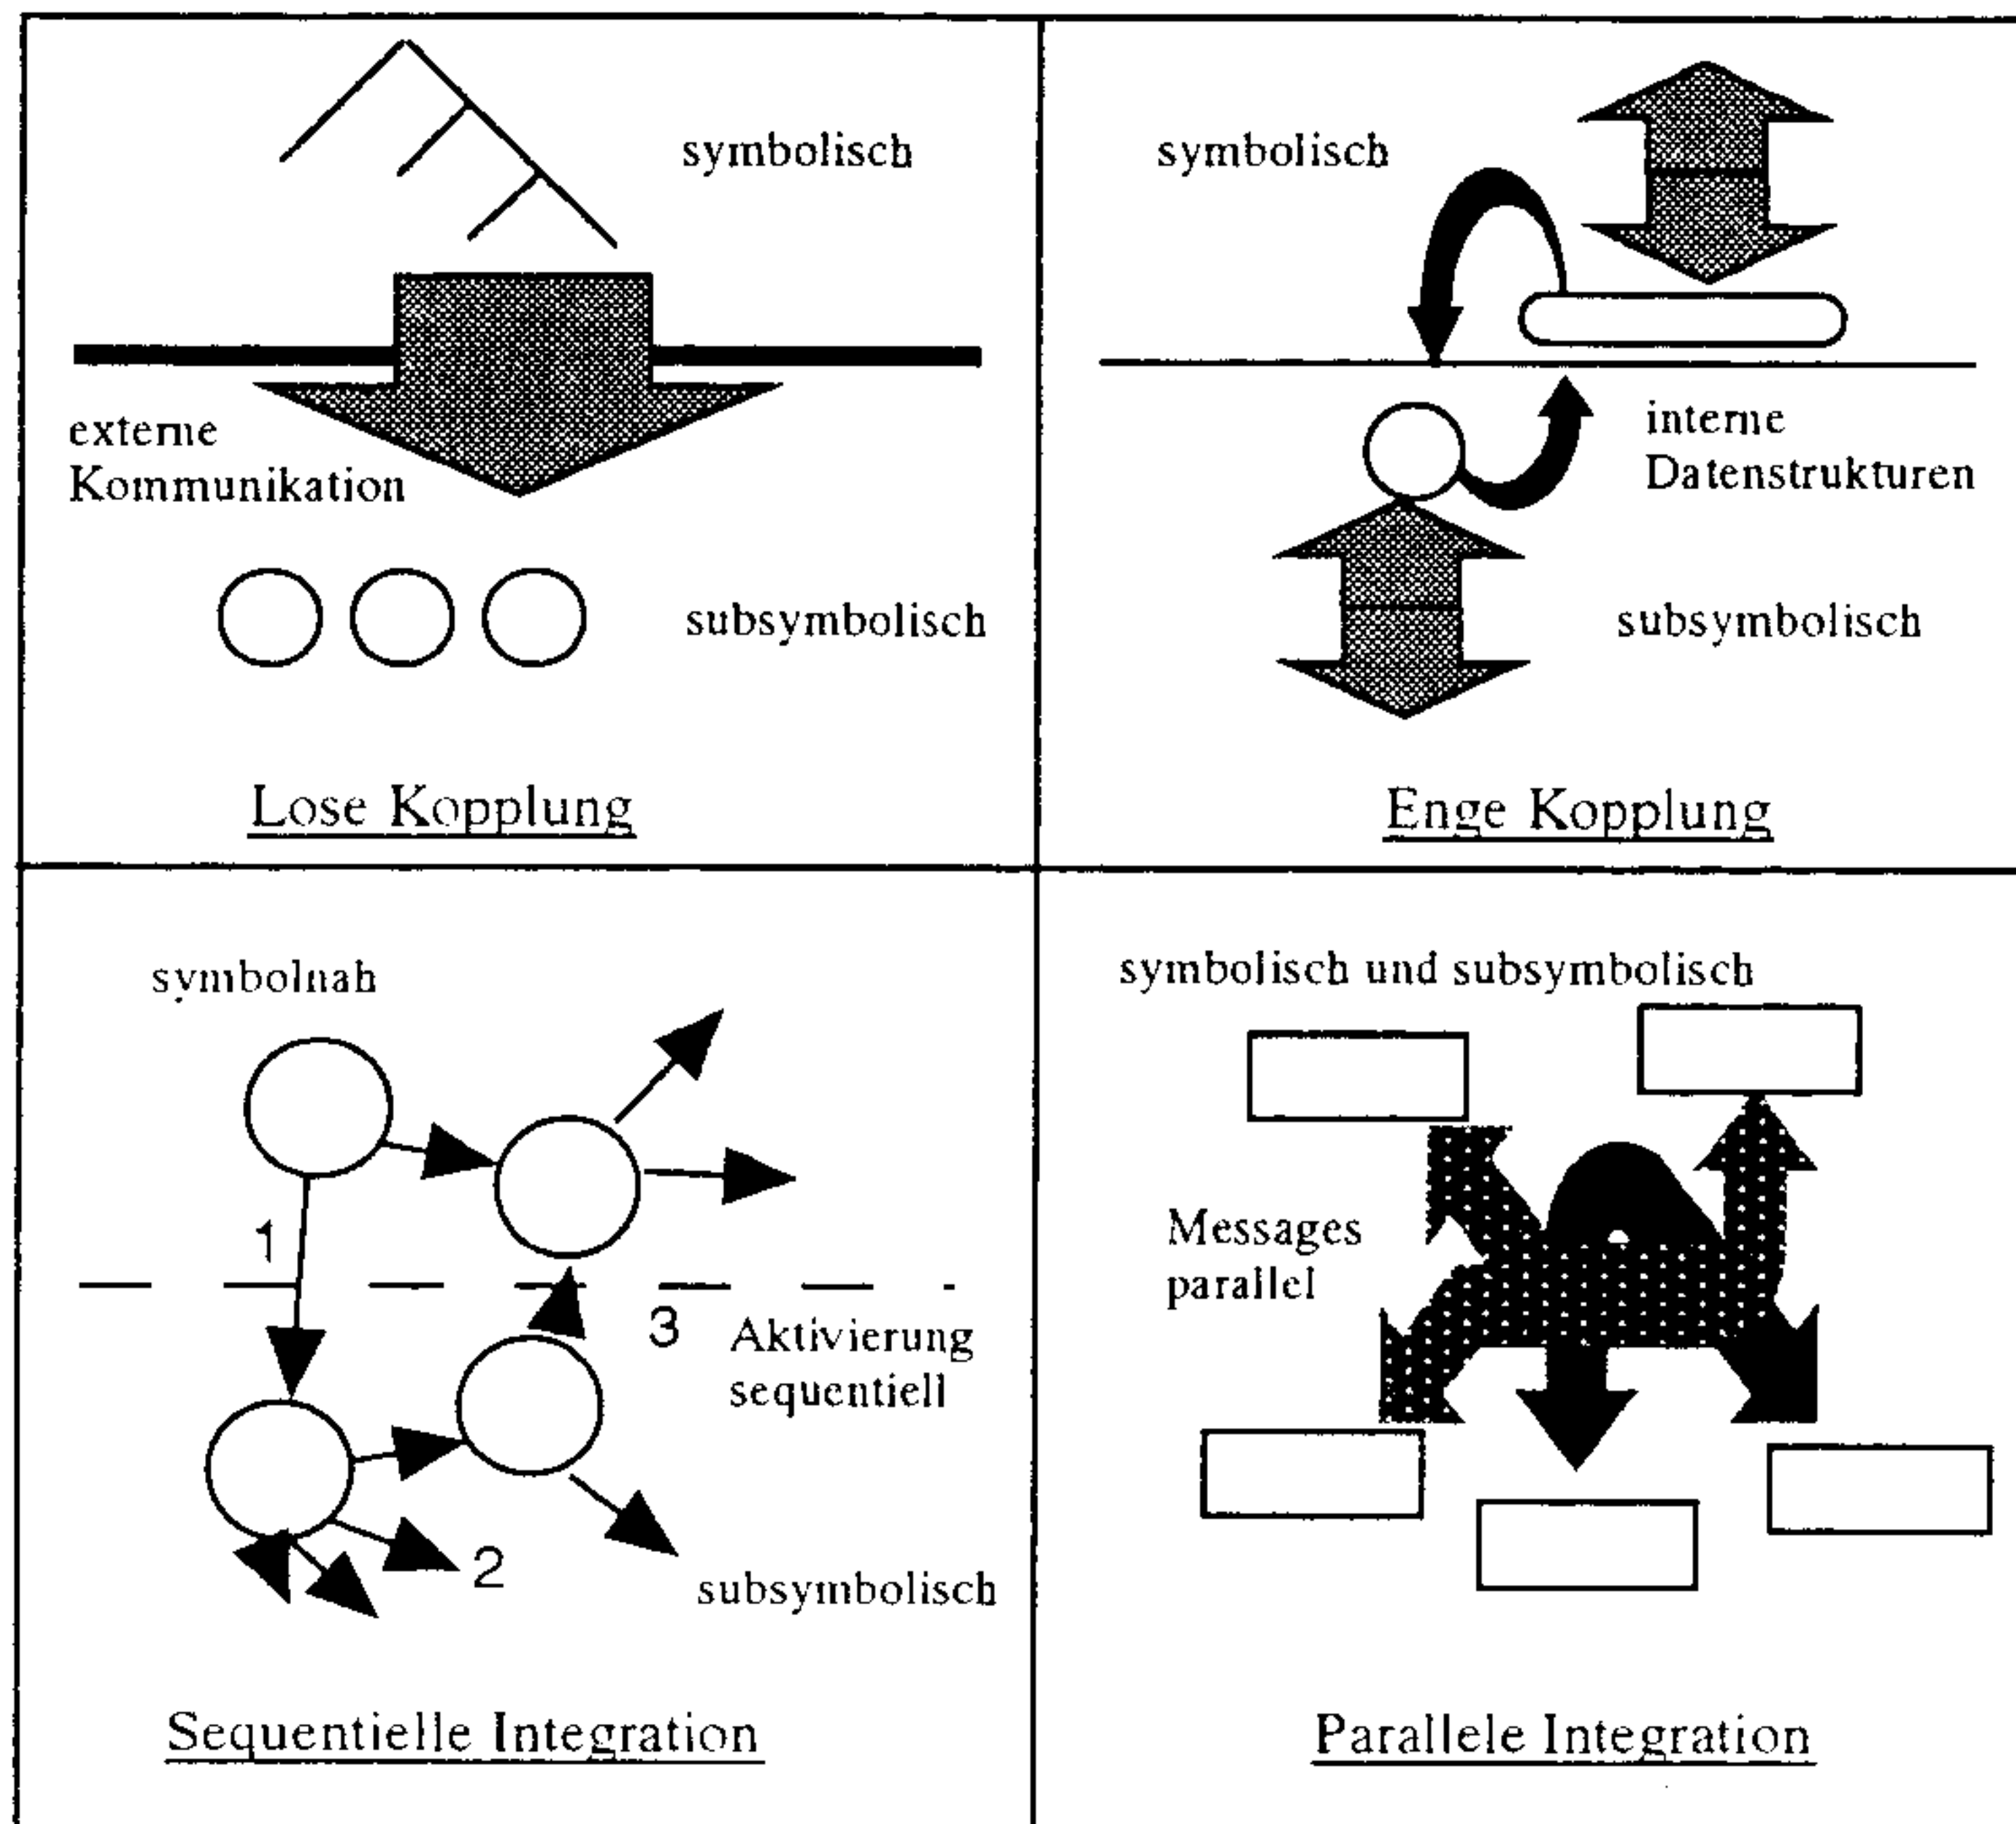 symbolisch
externe
Kommunikation
subsymbolisch
Lose Kopplung
symbolisch
interne
Datenstrukturen
subsymbolisch
Enge Kopplung
symbolnah
1
3
Aktivierung
sequentiell
2
subsymbolisch
Sequentielle Integration
symbolisch und subsymbolisch
Messages
parallel
Parallele Integration